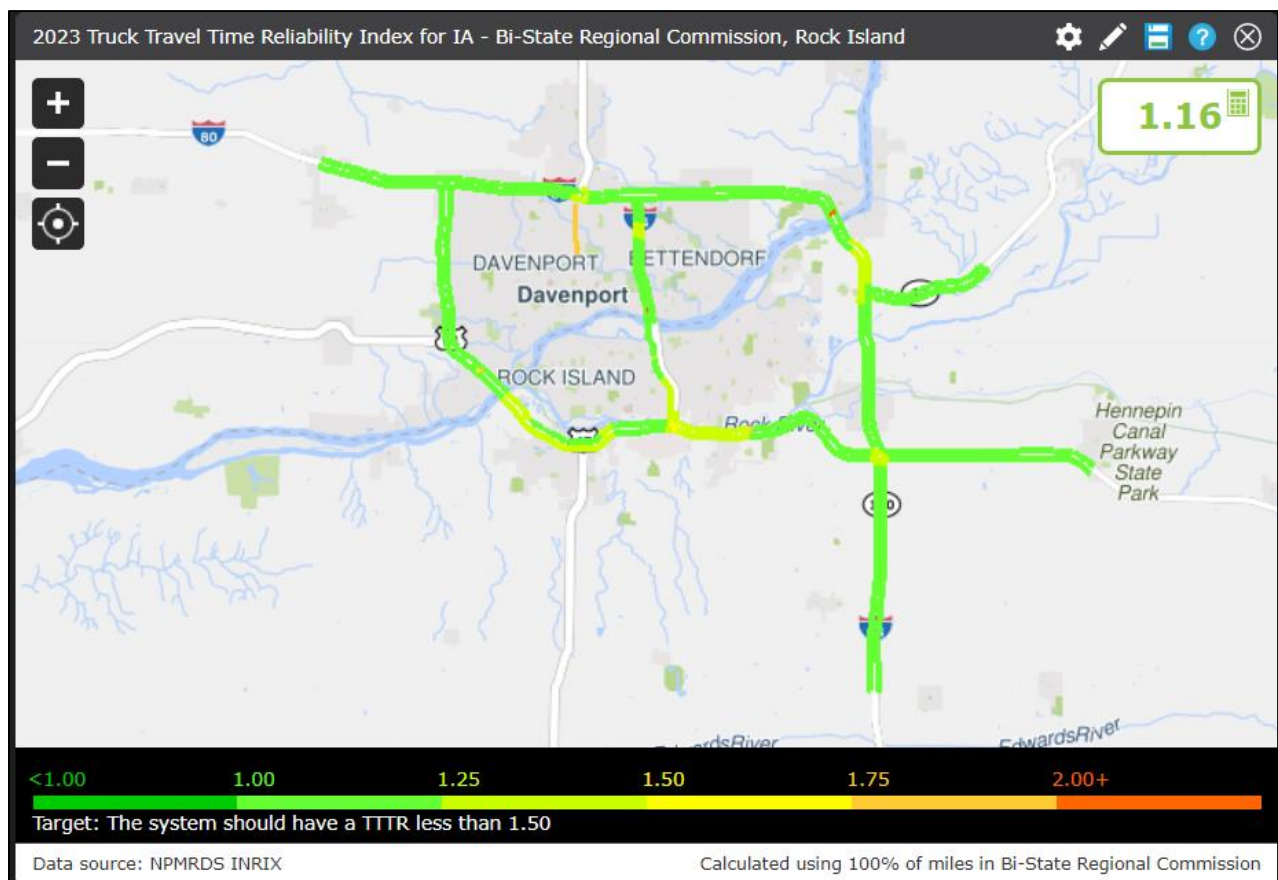 2023 Truck Travel Time Reliability Index for IA - Bi-State Regional Commission, Rock Island
1.16
80
DAVENPORT
BETTENDORF
Davenport
ROCK ISLAND
Rock River
Hennepin
Canal
Parkway
State
Park
EdwardsRiver
<1.00 1.00 1.25 1.50 1.75 2.00+
Target: The system should have a TTTR less than 1.50
Data source: NPMRDS INRIX
Calculated using 100% of miles in Bi-State Regional Commission